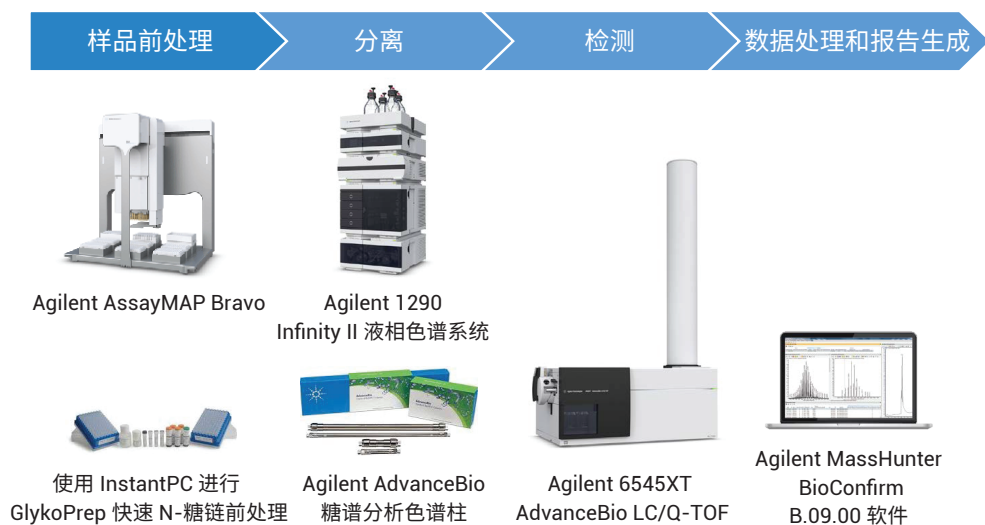 样品前处理
分离
检测
数据处理和报告生成
Agilent AssayMAP Bravo
Agilent 1290
Infinity II 液相色谱系统
使用 InstantPC 进行
GlykoPrep 快速 N-糖链前处理
Agilent AdvanceBio
糖谱分析色谱柱
Agilent 6545XT
AdvanceBio LC/Q-TOF
Agilent MassHunter
BioConfirm
B.09.00 软件